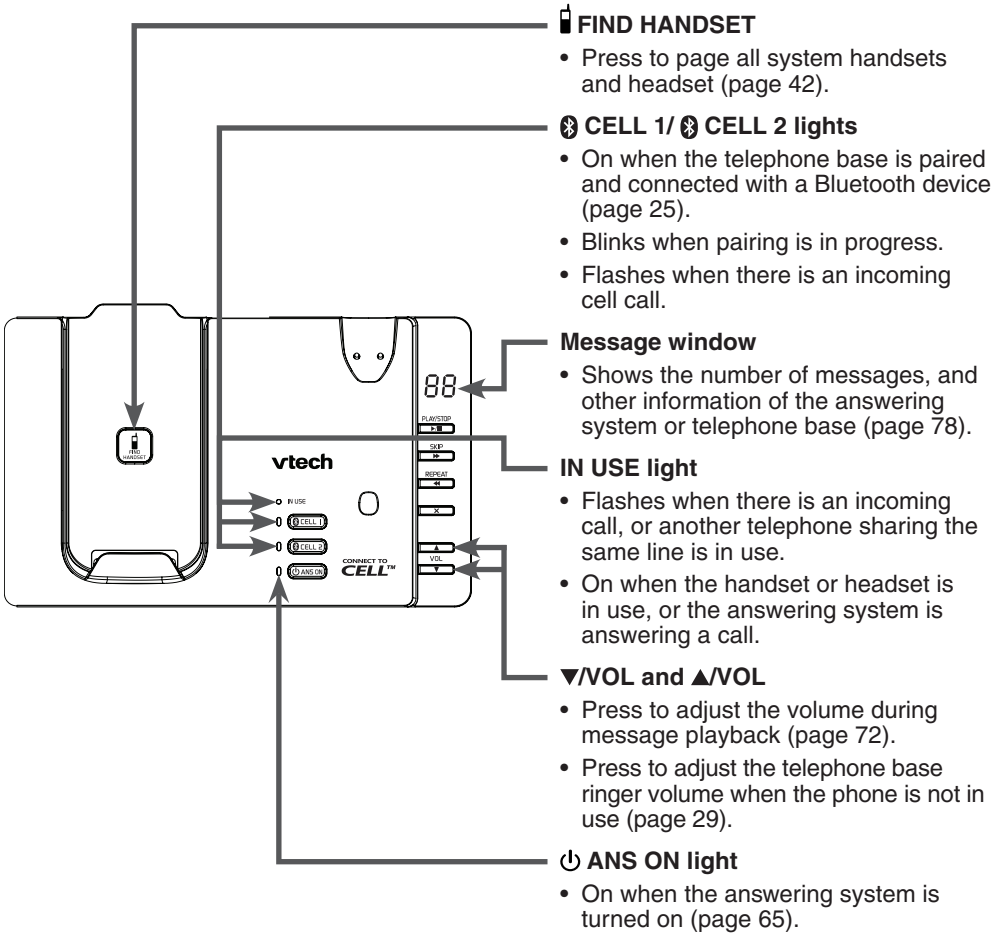 FIND HANDSET
• Press to page all system handsets
and headset (page 42).
CELL 1/ CELL 2 lights
• On when the telephone base is paired
and connected with a Bluetooth device
(page 25).
• Blinks when pairing is in progress.
• Flashes when there is an incoming
cell call.
Message window
• Shows the number of messages, and
other information of the answering
system or telephone base (page 78).
IN USE light
• Flashes when there is an incoming
call, or another telephone sharing the
same line is in use.
• On when the handset or headset is
in use, or the answering system is
answering a call.
▼/VOL and ▲/VOL
• Press to adjust the volume during
message playback (page 72).
• Press to adjust the telephone base
ringer volume when the phone is not in
use (page 29).
⏻ ANS ON light
• On when the answering system is
turned on (page 65).
FIND
HANDSET
vtech
IN USE
CELL 1
CELL 2
⏻ ANS ON
CONNECT TO
CELL™
88
PLAY/STOP
▶/■
SKIP
▶▶
REPEAT
◀◀
✕
▲
VOL
▼